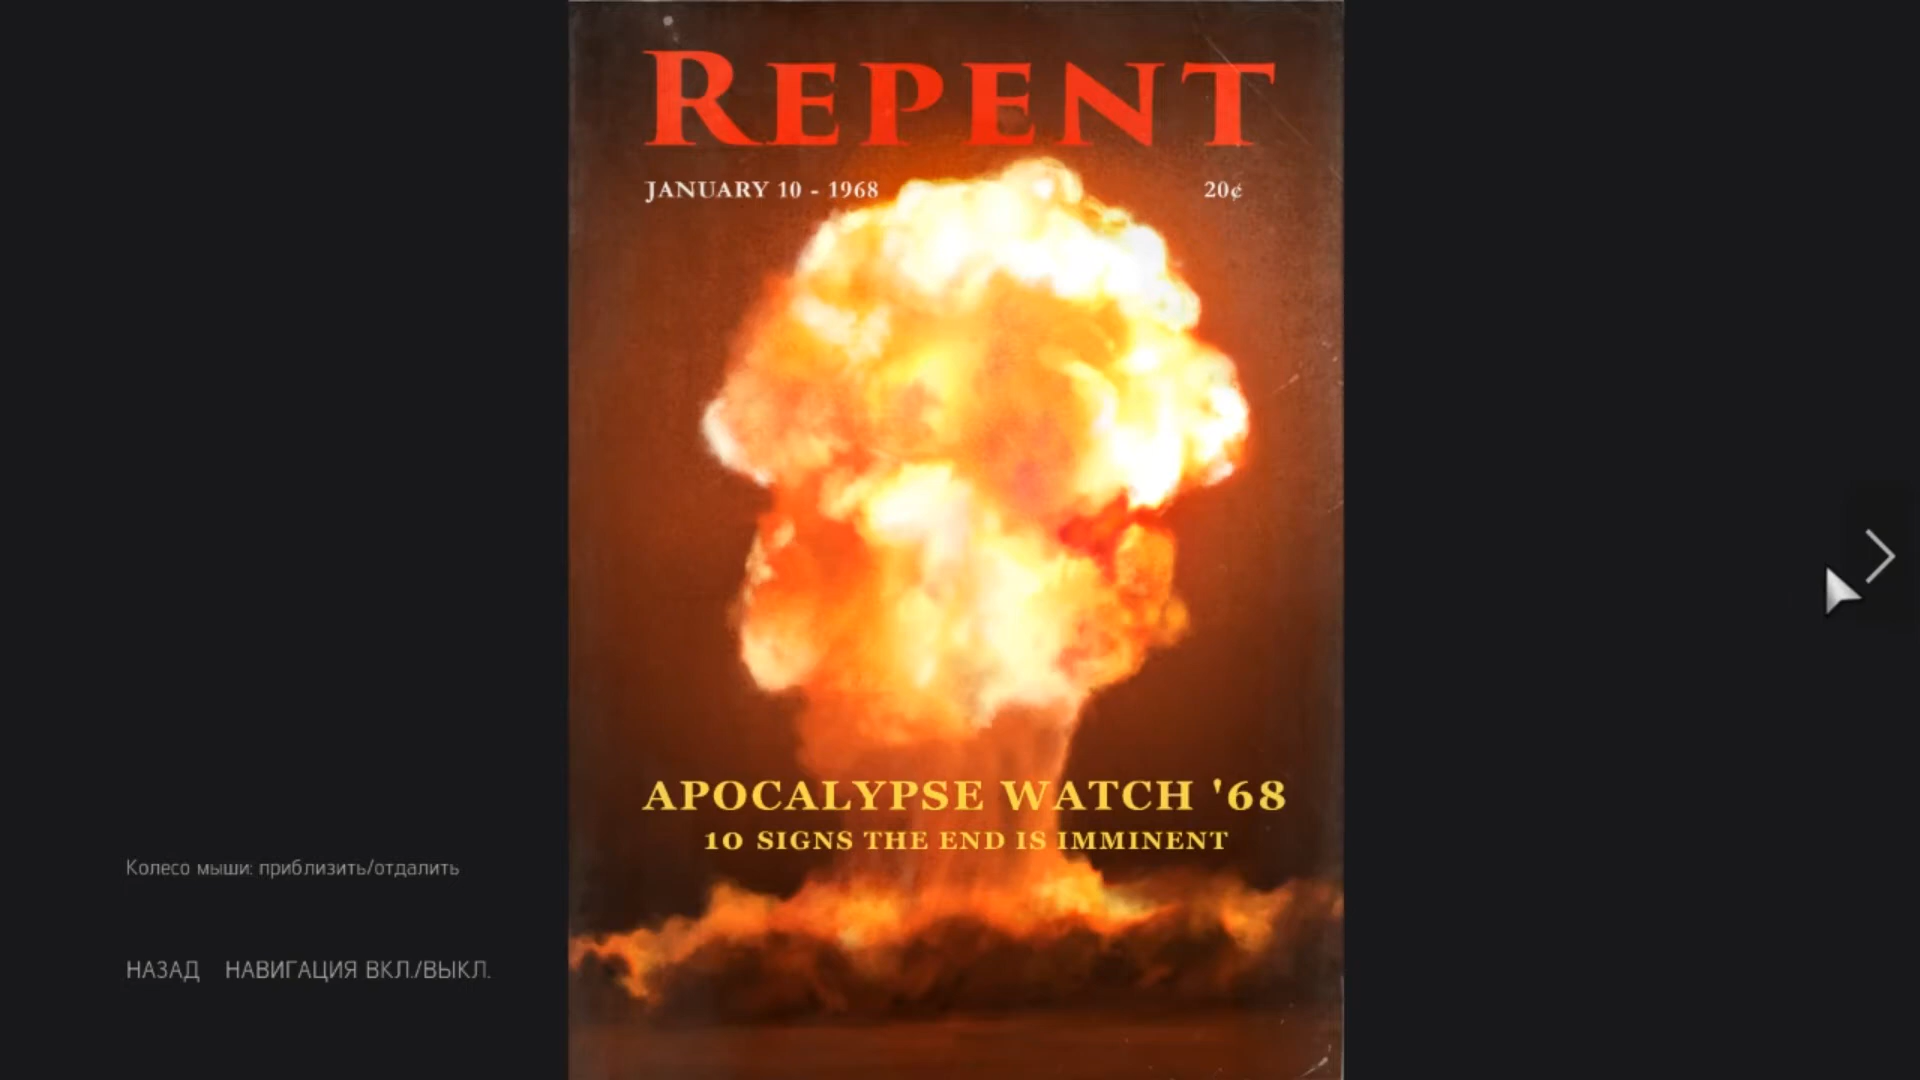 REPENT
JANUARY 10 - 1968 20¢
APOCALYPSE WATCH '68
10 SIGNS THE END IS IMMINENT
Колесо мыши: приблизить/отдалить
НАЗАД НАВИГАЦИЯ ВКЛ./ВЫКЛ.